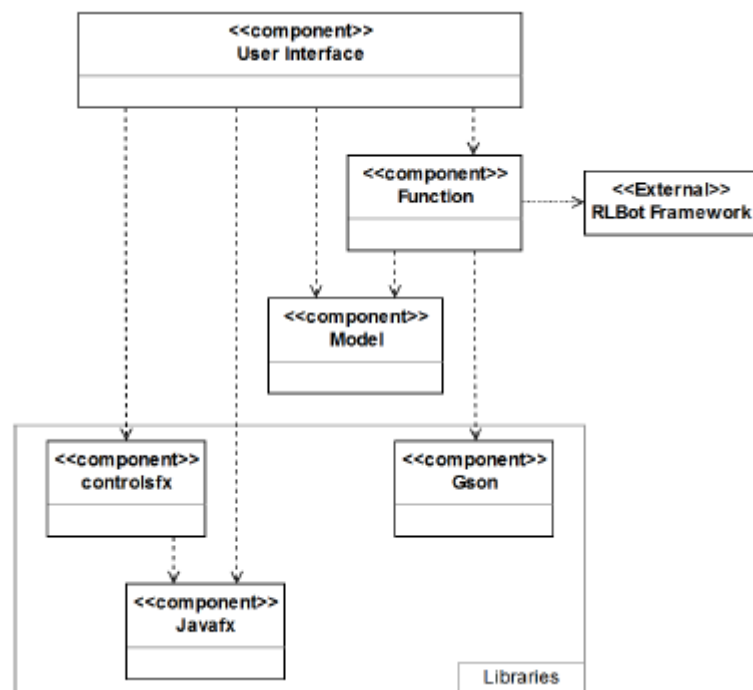 <<component>>
User Interface
<<component>>
Function
<<External>>
RLBot Framework
<<component>>
Model
<<component>>
controlsfx
<<component>>
Gson
<<component>>
Javafx
Libraries